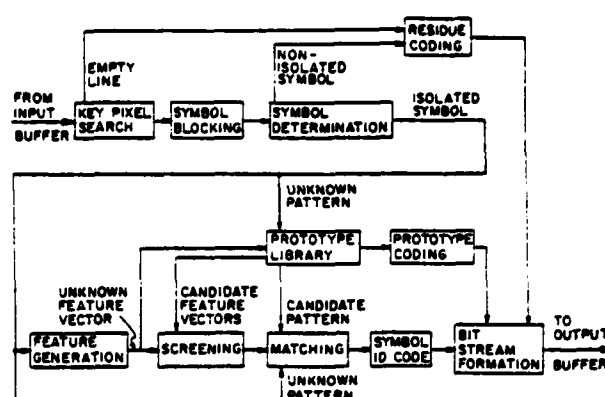 RESIDUE
CODING
EMPTY
LINE
NON-
ISOLATED
SYMBOL
FROM
INPUT
BUFFER
KEY PIXEL
SEARCH
SYMBOL
BLOCKING
SYMBOL
DETERMINATION
ISOLATED
SYMBOL
UNKNOWN
PATTERN
PROTOTYPE
LIBRARY
PROTOTYPE
CODING
UNKNOWN
FEATURE
VECTOR
CANDIDATE
FEATURE
VECTORS
CANDIDATE
PATTERN
FEATURE
GENERATION
SCREENING
MATCHING
SYMBOL
ID CODE
BIT
STREAM
FORMATION
TO
OUTPUT
BUFFER
UNKNOWN
PATTERN